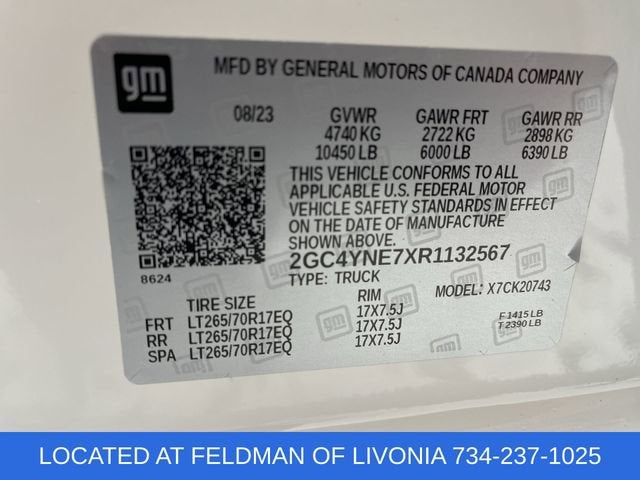 gm
MFD BY GENERAL MOTORS OF CANADA COMPANY
08/23 GVWR GAWR FRT GAWR RR
4740 KG 2722 KG 2898 KG
10450 LB 6000 LB 6390 LB
THIS VEHICLE CONFORMS TO ALL
APPLICABLE U.S. FEDERAL MOTOR
VEHICLE SAFETY STANDARDS IN EFFECT
ON THE DATE OF MANUFACTURE
SHOWN ABOVE.
2GC4YNE7XR1132567
8624 TYPE: TRUCK MODEL: X7CK20743
TIRE SIZE RIM
FRT LT265/70R17EQ 17X7.5J F 1415 LB
RR LT265/70R17EQ 17X7.5J T 2390 LB
SPA LT265/70R17EQ 17X7.5J
LOCATED AT FELDMAN OF LIVONIA 734-237-1025